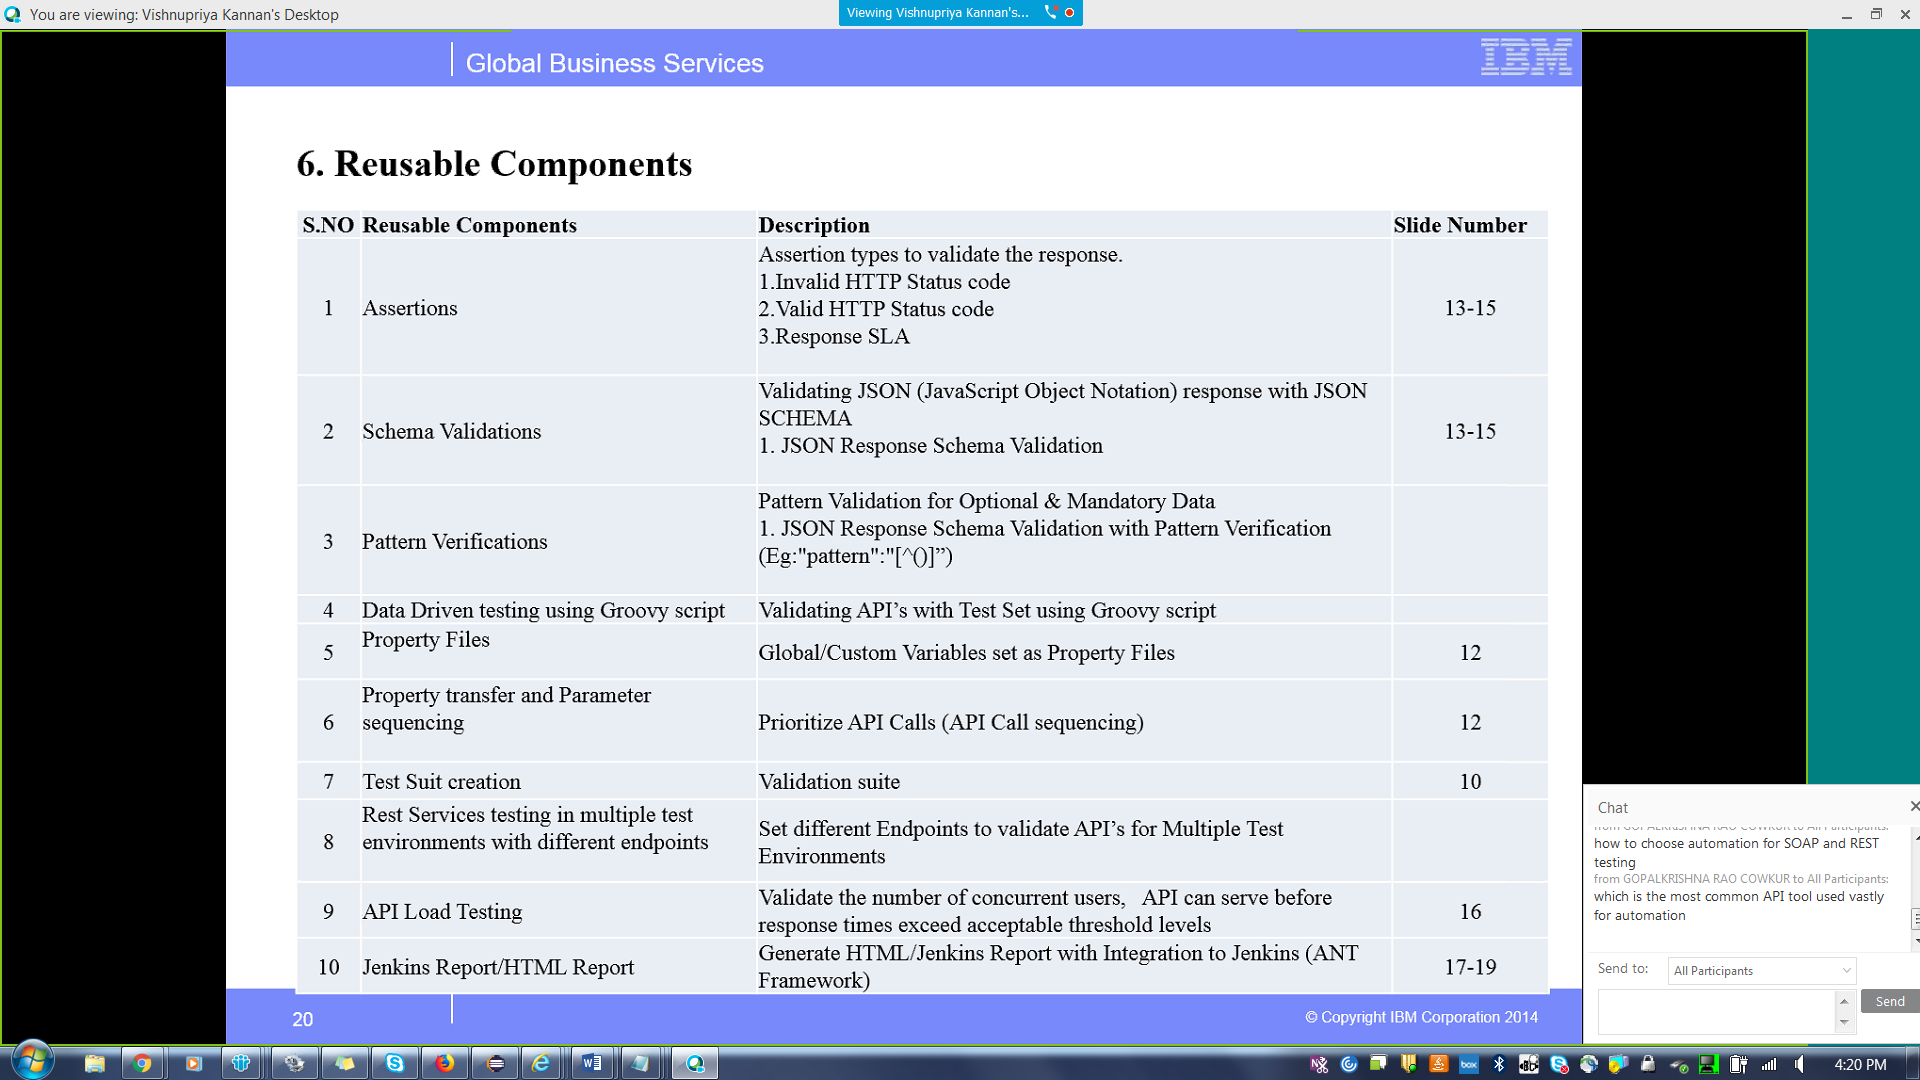 You are viewing: Vishnupriya Kannan's Desktop
Viewing Vishnupriya Kannan's...
Global Business Services
IBM
6. Reusable Components
S.NO Reusable Components Description Slide Number
Assertion types to validate the response.
1.Invalid HTTP Status code
1 Assertions 13-15
2.Valid HTTP Status code
3.Response SLA
Validating JSON (JavaScript Object Notation) response with JSON
SCHEMA
2 Schema Validations 13-15
1. JSON Response Schema Validation
Pattern Validation for Optional & Mandatory Data
1. JSON Response Schema Validation with Pattern Verification
3 Pattern Verifications
(Eg:"pattern":"[^()]”)
4 Data Driven testing using Groovy script Validating API’s with Test Set using Groovy script
Property Files
5 Global/Custom Variables set as Property Files 12
Property transfer and Parameter
sequencing
6 Prioritize API Calls (API Call sequencing) 12
7 Test Suit creation Validation suite 10
Rest Services testing in multiple test
environments with different endpoints
8 Set different Endpoints to validate API’s for Multiple Test
Environments
Validate the number of concurrent users, API can serve before
9 API Load Testing 16
response times exceed acceptable threshold levels
Generate HTML/Jenkins Report with Integration to Jenkins (ANT
10 Jenkins Report/HTML Report 17-19
Framework)
20
© Copyright IBM Corporation 2014
Chat
from GOPALKRISHNA RAO COWKUR to All Participants:
how to choose automation for SOAP and REST
testing
from GOPALKRISHNA RAO COWKUR to All Participants:
which is the most common API tool used vastly
for automation
Send to: All Participants
Send
4:20 PM